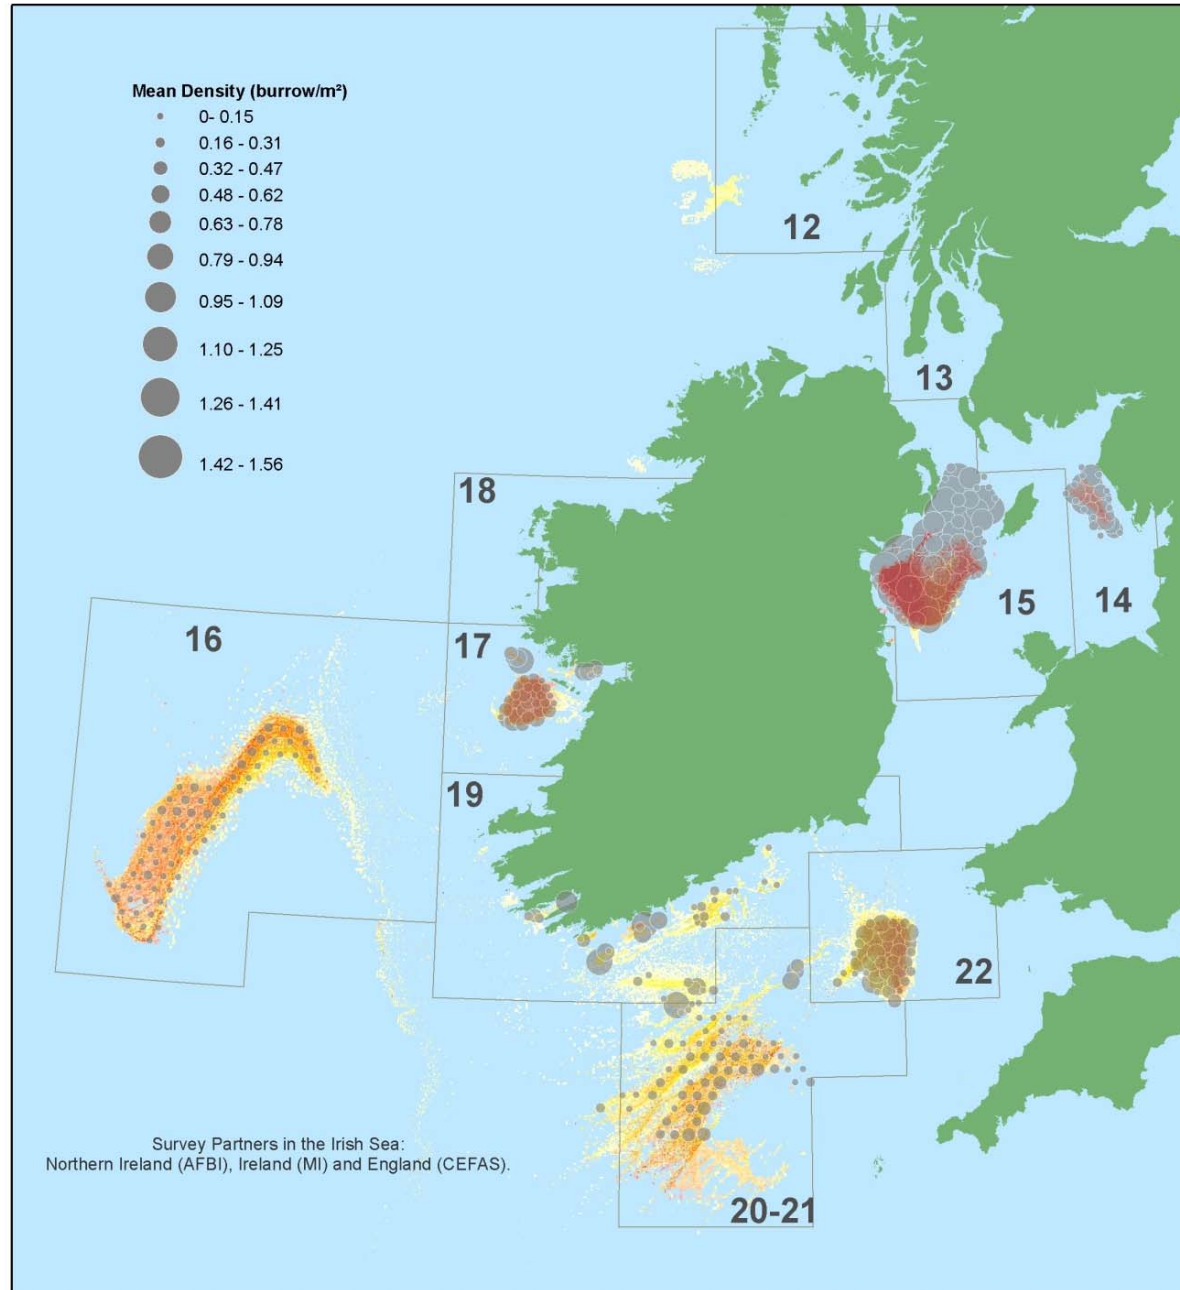 Mean Density (burrow/m²)
0- 0.15
0.16 - 0.31
0.32 - 0.47
0.48 - 0.62
0.63 - 0.78
0.79 - 0.94
0.95 - 1.09
1.10 - 1.25
1.26 - 1.41
1.42 - 1.56
12
13
18
15
14
16
17
19
22
20-21
Survey Partners in the Irish Sea:
Northern Ireland (AFBI), Ireland (MI) and England (CEFAS).